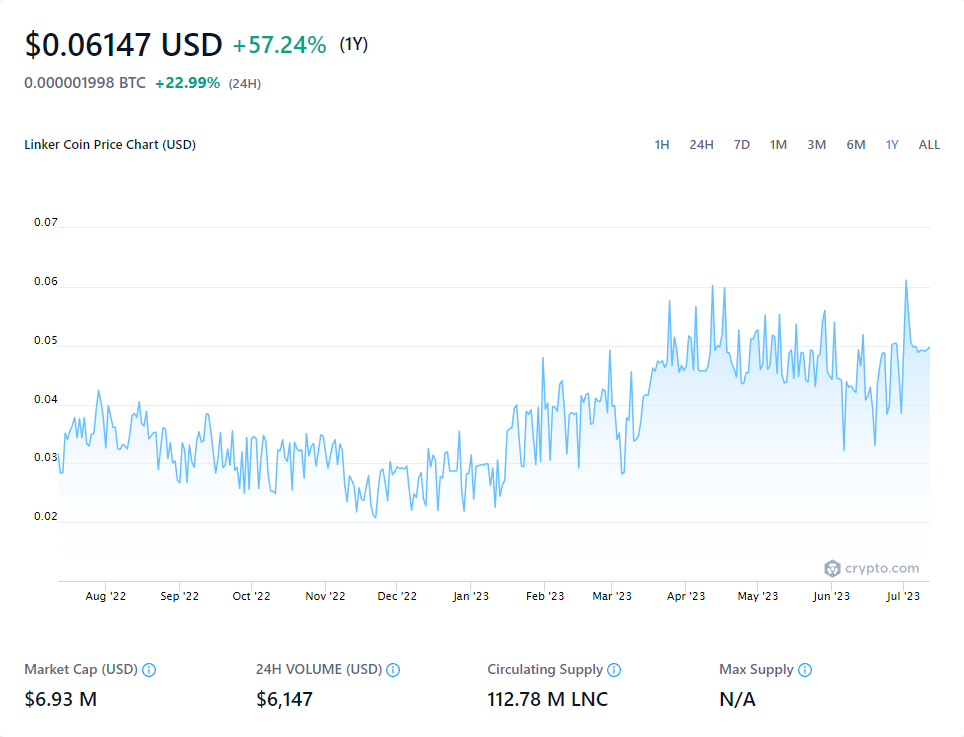 $0.06147 USD +57.24% (1Y)
0.000001998 BTC +22.99% (24H)
Linker Coin Price Chart (USD) 1H 24H 7D 1M 3M 6M 1Y ALL
0.07
0.06
0.05
0.04
0.03
0.02
crypto.com
Aug '22 Sep '22 Oct '22 Nov '22 Dec '22 Jan '23 Feb '23 Mar '23 Apr '23 May '23 Jun '23 Jul '23
Market Cap (USD) 24H VOLUME (USD) Circulating Supply Max Supply
$6.93 M $6,147 112.78 M LNC N/A